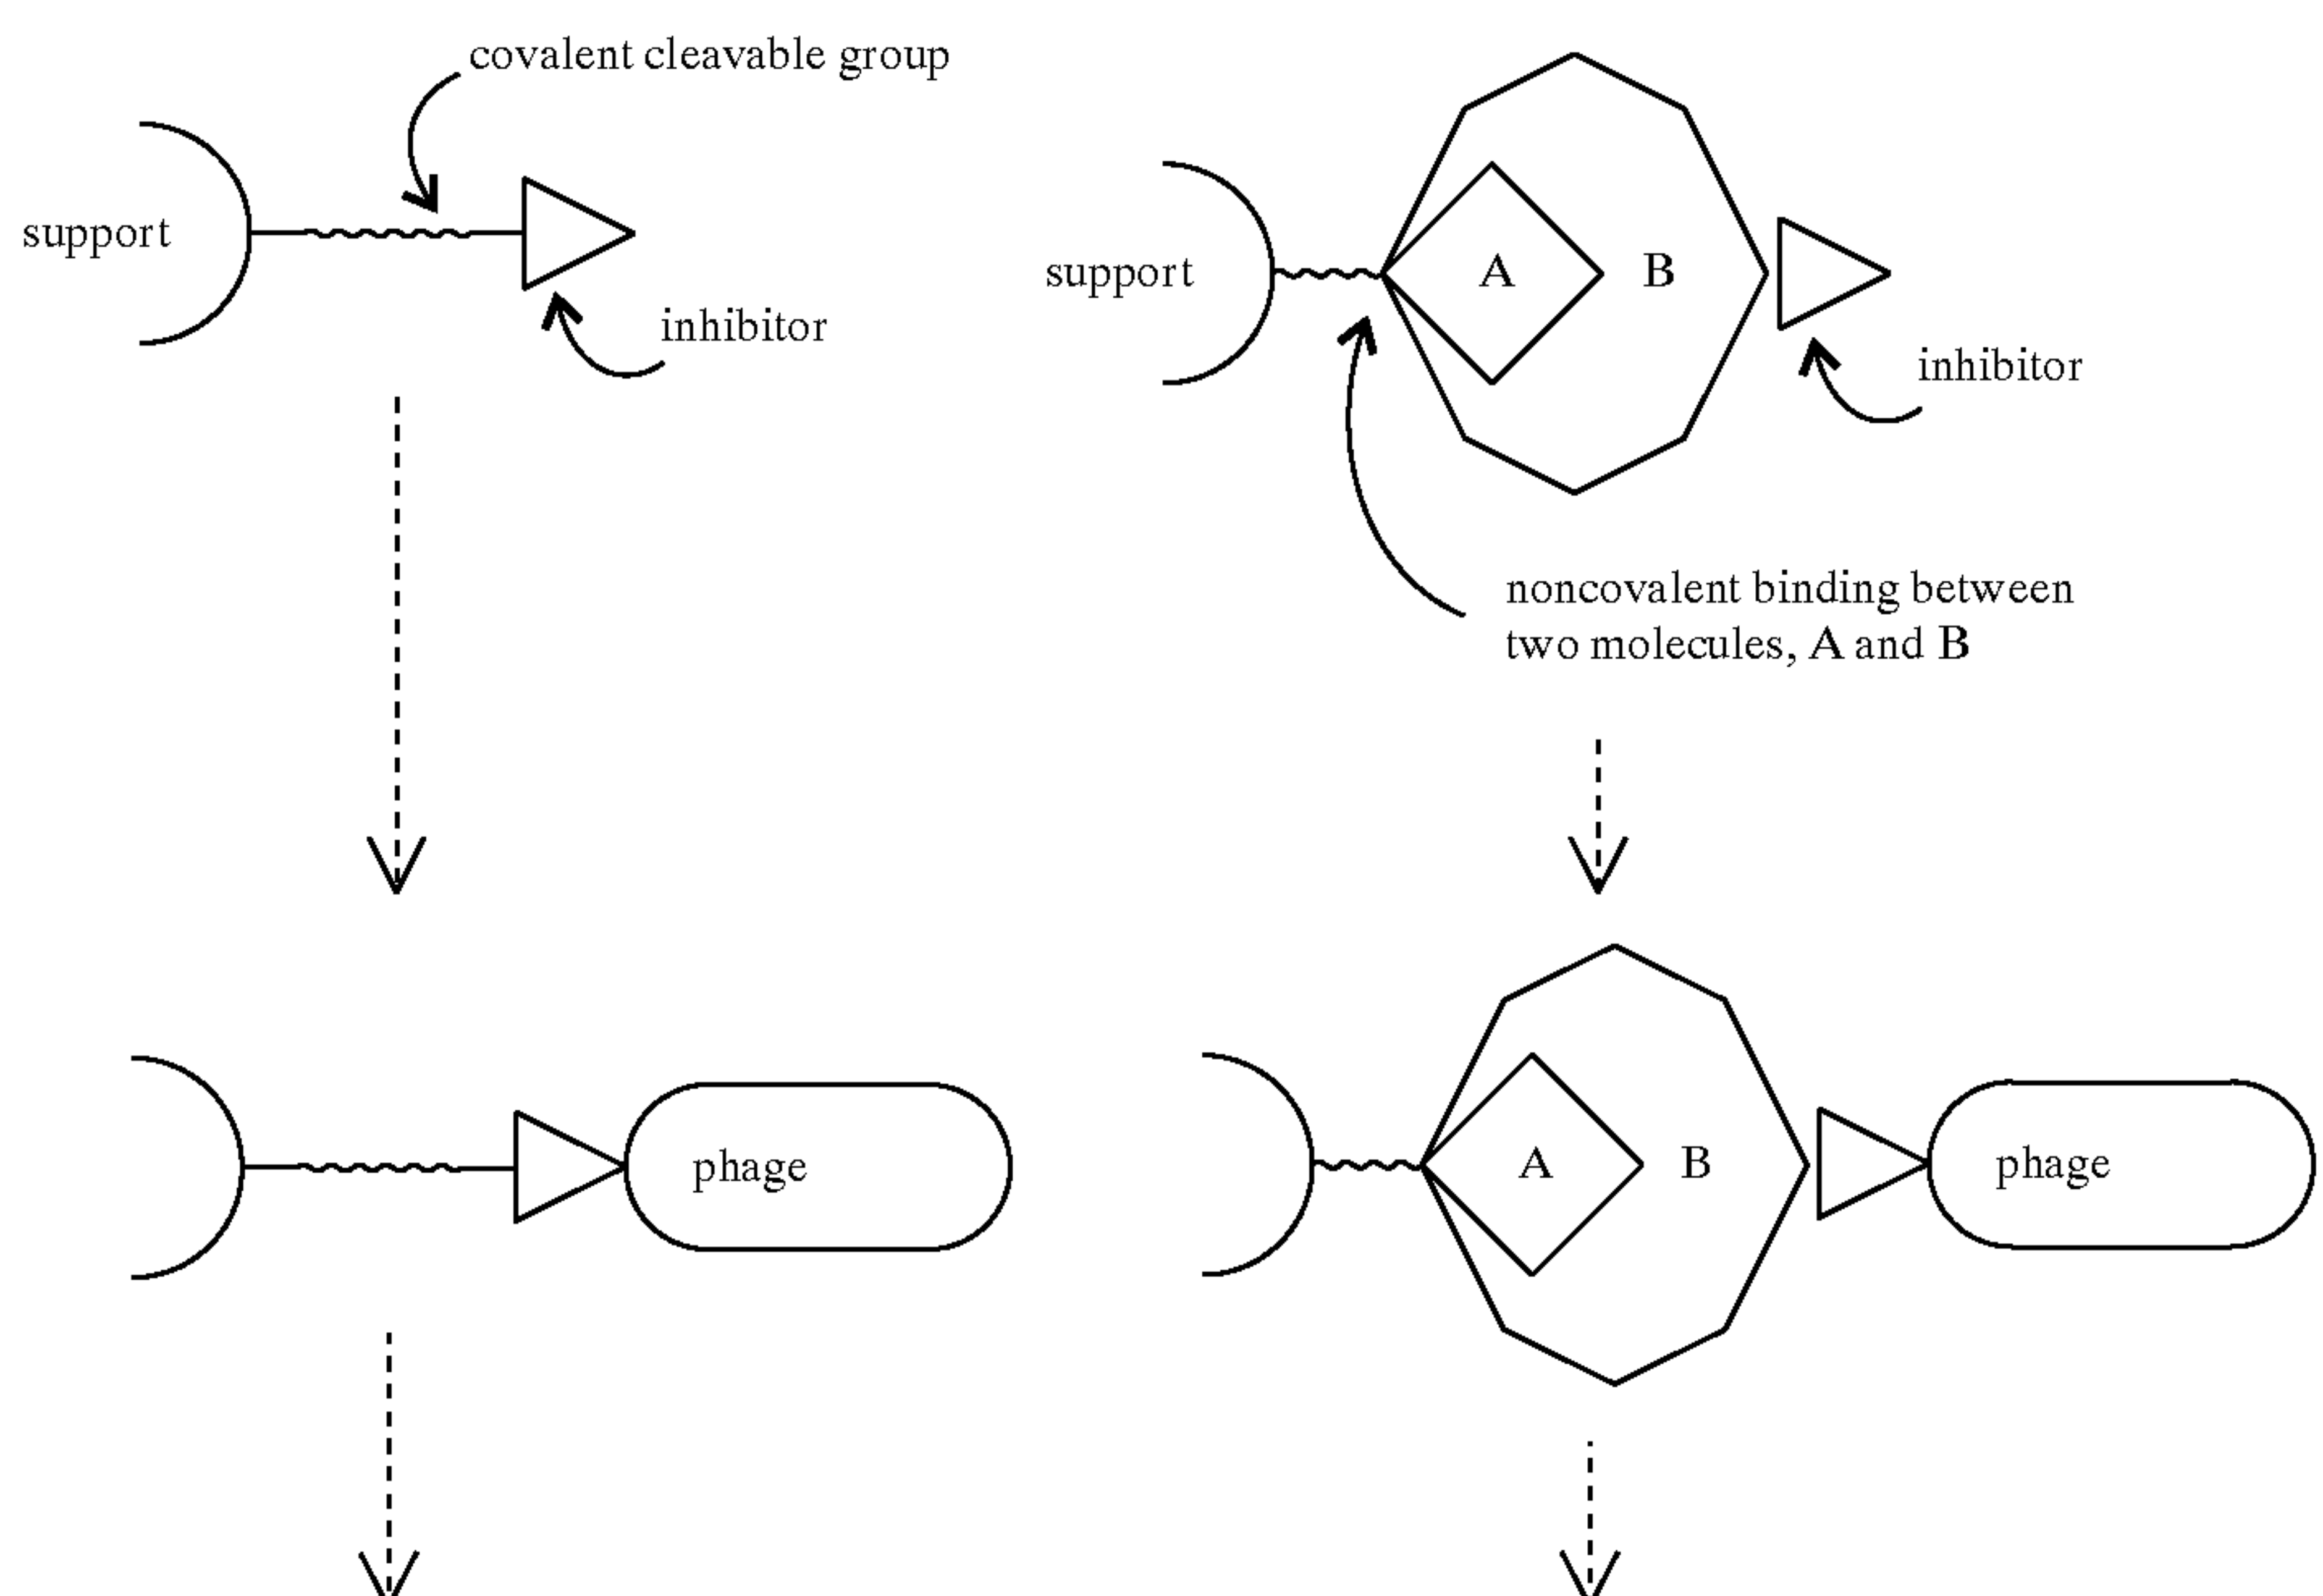 covalent cleavable group
support
inhibitor
support
A
B
inhibitor
noncovalent binding between
two molecules, A and B
phage
A
B
phage